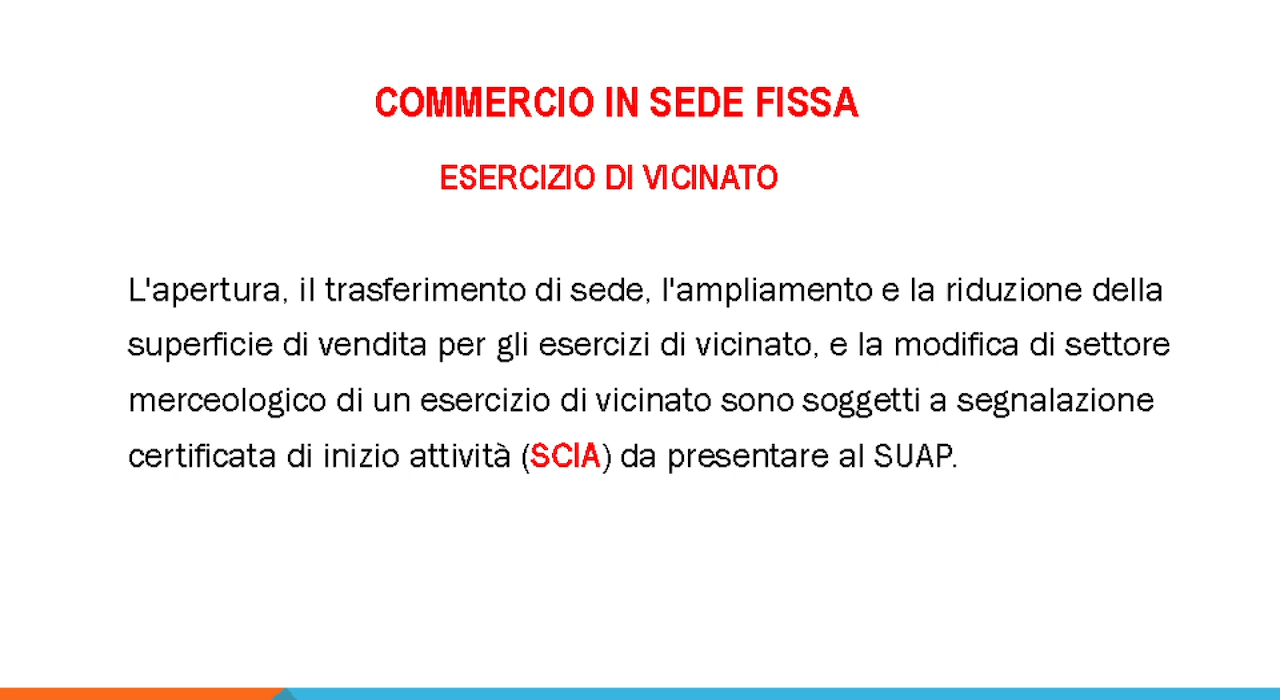 COMMERCIO IN SEDE FISSA
ESERCIZIO DI VICINATO
L'apertura, il trasferimento di sede, l'ampliamento e la riduzione della
superficie di vendita per gli esercizi di vicinato, e la modifica di settore
merceologico di un esercizio di vicinato sono soggetti a segnalazione
certificata di inizio attività (SCIA) da presentare al SUAP.